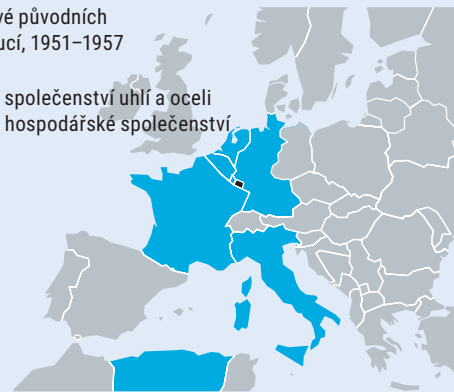 vé původních
ucí, 1951–1957
společenství uhlí a oceli
hospodářské společenství